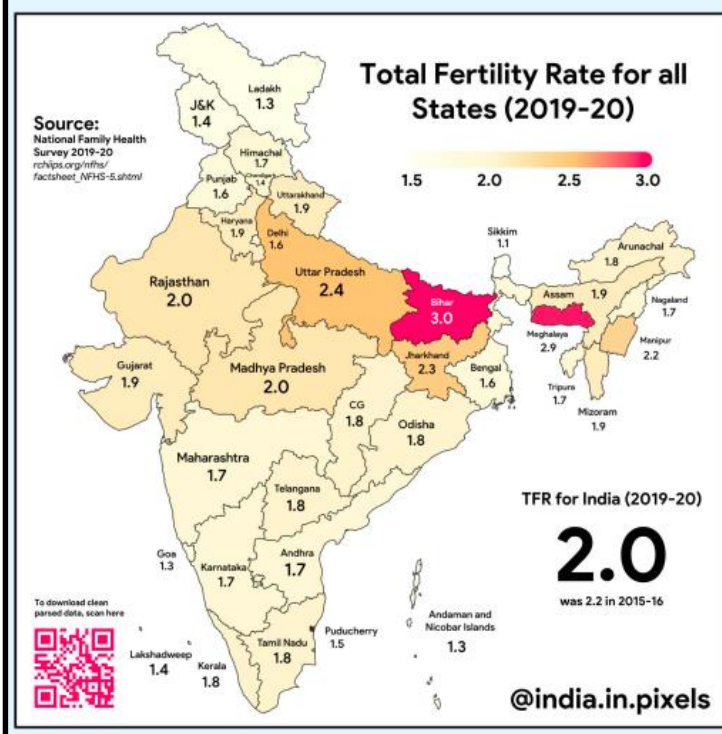 Total Fertility Rate for all
States (2019-20)
Source:
National Family Health
Survey 2019-20
rchiips.org/nfhs/
factsheet_NFHS-5.shtml
1.5 2.0 2.5 3.0
Ladakh
1.3
J&K
1.4
Himachal
1.7
Chandigarh
1.4
Punjab
1.6
Uttarakhand
1.9
Haryana
1.9
Delhi
1.6
Sikkim
1.1
Arunachal
1.8
Rajasthan
2.0
Uttar Pradesh
2.4
Bihar
3.0
Assam
1.9
Nagaland
1.7
Meghalaya
2.9
Manipur
2.2
Gujarat
1.9
Madhya Pradesh
2.0
Jharkhand
2.3
Bengal
1.6
Tripura
1.7
Mizoram
1.9
CG
1.8
Odisha
1.8
Maharashtra
1.7
Telangana
1.8
TFR for India (2019-20)
2.0
was 2.2 in 2015-16
Goa
1.3
Karnataka
1.7
Andhra
1.7
To download clean
parsed data, scan here
Lakshadweep
1.4
Kerala
1.8
Tamil Nadu
1.8
Puducherry
1.5
Andaman and
Nicobar Islands
1.3
@india.in.pixels